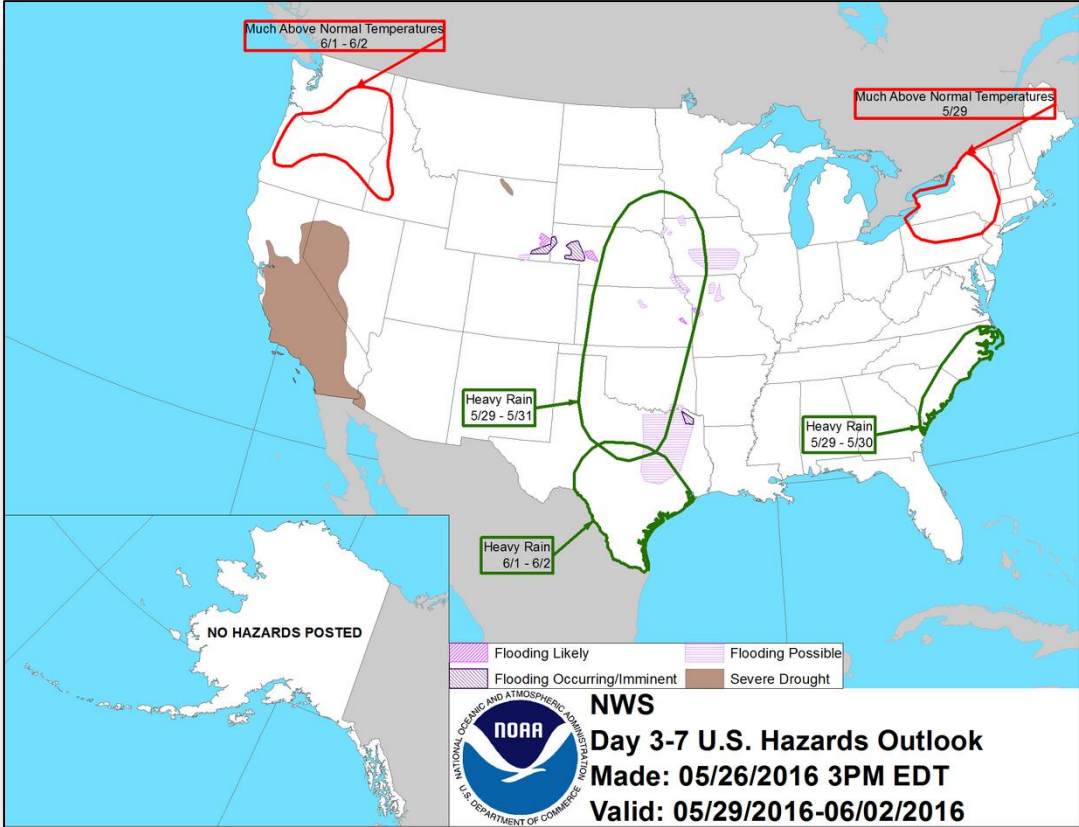 Much Above Normal Temperatures
6/1 - 6/2
Much Above Normal Temperatures
5/29
Heavy Rain
5/29 - 5/31
Heavy Rain
5/29 - 5/30
Heavy Rain
6/1 - 6/2
NO HAZARDS POSTED
Flooding Likely
Flooding Possible
Flooding Occurring/Imminent
Severe Drought
NATIONAL OCEANIC AND ATMOSPHERIC ADMINISTRATION
NOAA
U.S. DEPARTMENT OF COMMERCE
NWS
Day 3-7 U.S. Hazards Outlook
Made: 05/26/2016 3PM EDT
Valid: 05/29/2016-06/02/2016